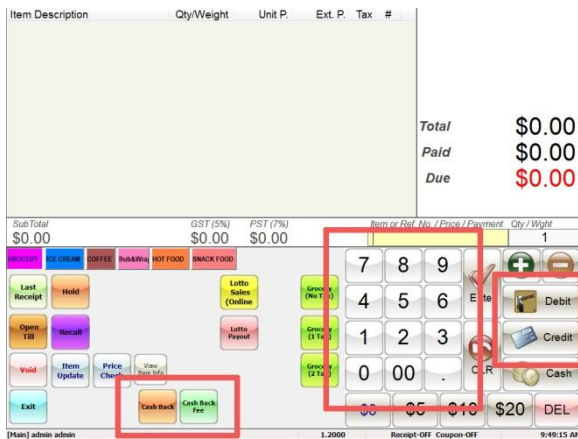 Item Description Qty/Weight Unit P. Ext. P. Tax #
Total $0.00
Paid $0.00
Due $0.00
SubTotal GST (5%) PST (7%) Item or Ref. No. / Price / Payment Qty / Wght
$0.00 $0.00 $0.00 1
GROCERY ICE CREAM COFFEE Sub&Wrap HOT FOOD SNACK FOOD
7 8 9
Last Receipt Hold Lotto Sales (Online Grocery (No Tax) 4 5 6 Debit
Open Till Recall Lotto Payout Grocery (1 Tax) 1 2 3 Credit
Void Item Update Price Check View Item Info Grocery (2 Tax) 0 00 . CLR Cash
Exit Cash Back Cash Back Fee $5 $10 $20 DEL
[Main] admin admin 1.2000 Receipt-OFF Coupon-OFF 9:49:15 AM